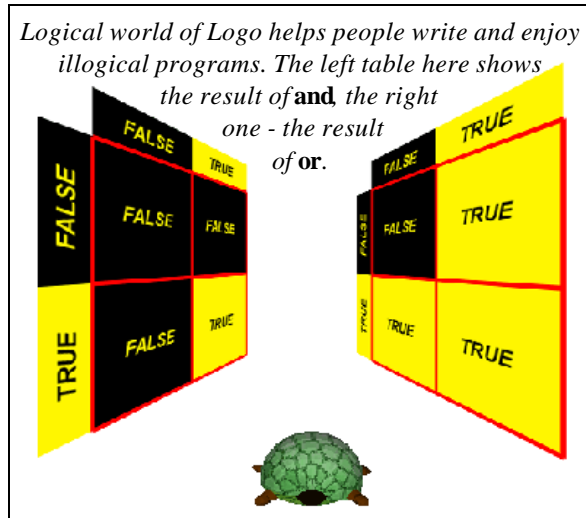 Logical world of Logo helps people write and enjoy
illogical programs. The left table here shows
the result of and, the right
one - the result
of or.
FALSE TRUE
FALSE FALSE FALSE
TRUE FALSE TRUE
FALSE TRUE
FALSE FALSE TRUE
TRUE TRUE TRUE